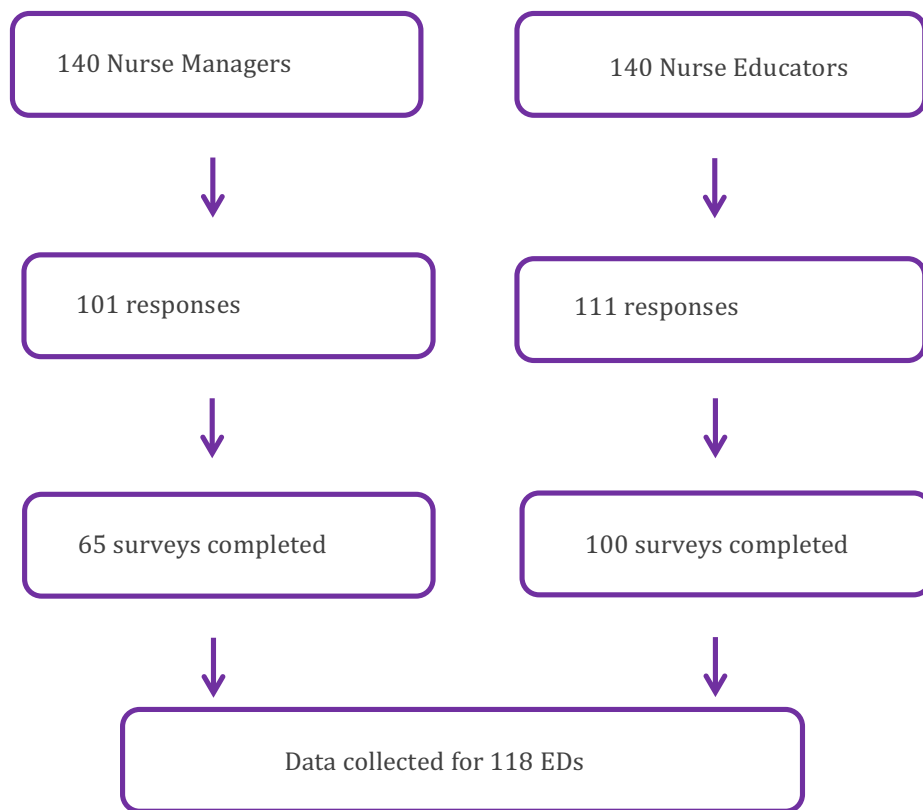 140 Nurse Managers
140 Nurse Educators
101 responses
111 responses
65 surveys completed
100 surveys completed
Data collected for 118 EDs